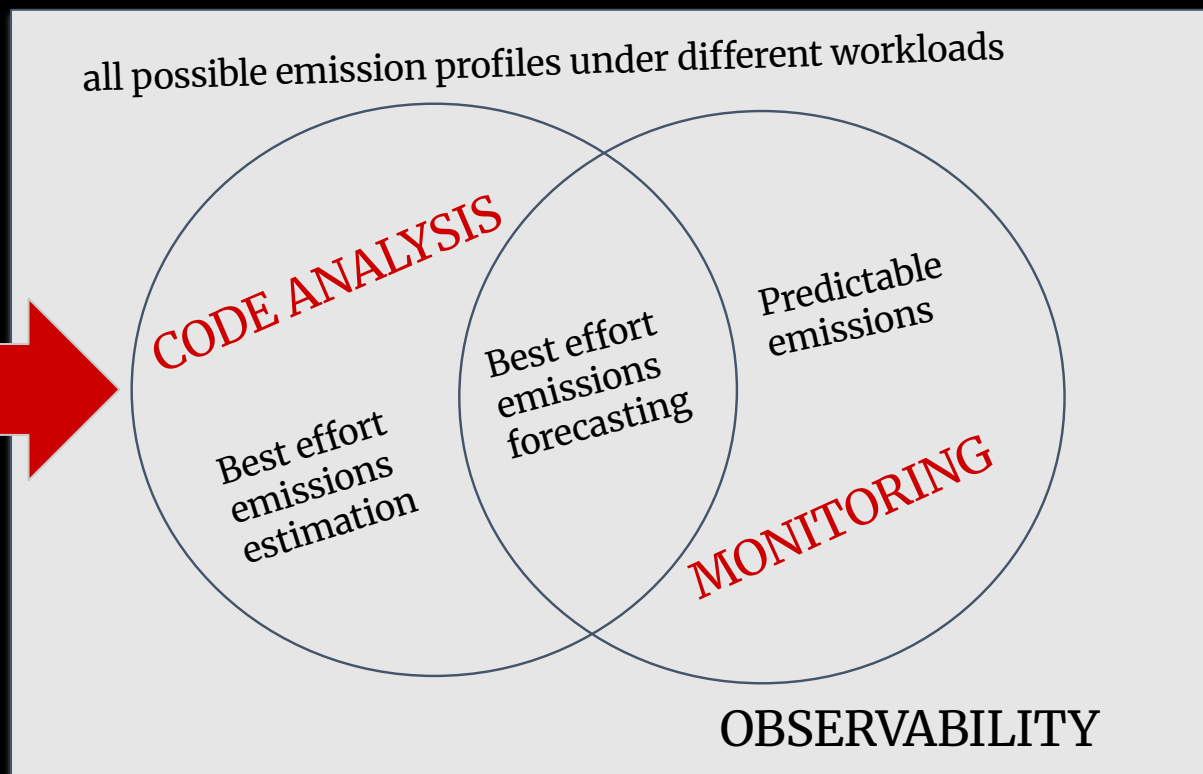 all possible emission profiles under different workloads
CODE ANALYSIS
Best effort
emissions
estimation
Best effort
emissions
forecasting
Predictable
emissions
MONITORING
OBSERVABILITY